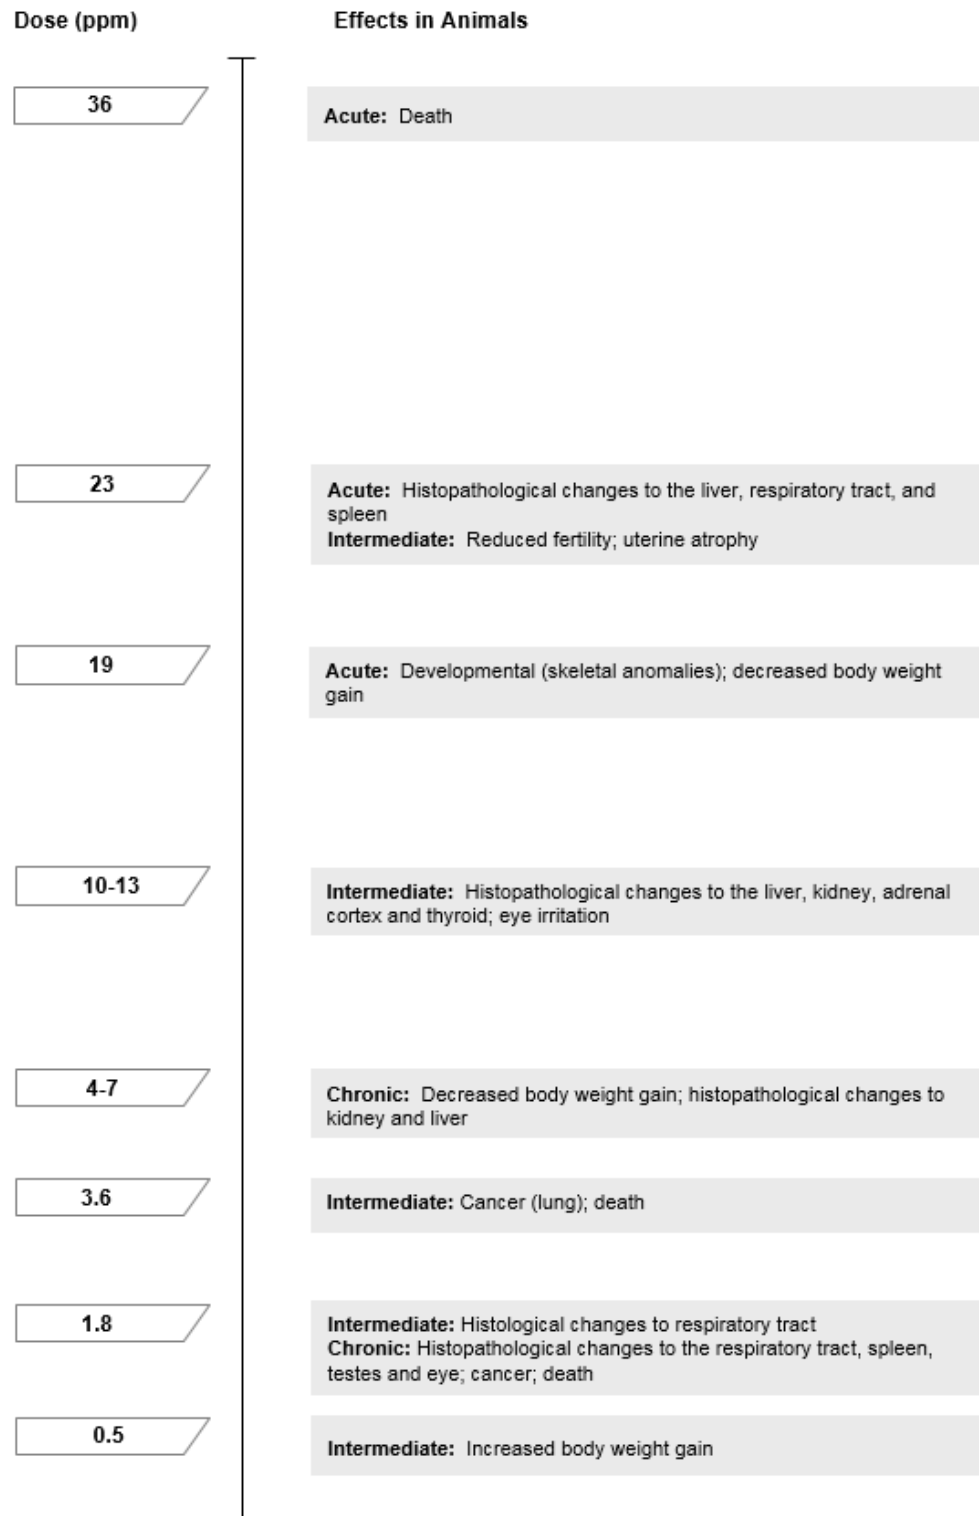 Dose (ppm) Effects in Animals
36
Acute: Death
23
Acute: Histopathological changes to the liver, respiratory tract, and
spleen
Intermediate: Reduced fertility; uterine atrophy
19
Acute: Developmental (skeletal anomalies); decreased body weight
gain
10-13
Intermediate: Histopathological changes to the liver, kidney, adrenal
cortex and thyroid; eye irritation
4-7
Chronic: Decreased body weight gain; histopathological changes to
kidney and liver
3.6
Intermediate: Cancer (lung); death
1.8
Intermediate: Histological changes to respiratory tract
Chronic: Histopathological changes to the respiratory tract, spleen,
testes and eye; cancer; death
0.5
Intermediate: Increased body weight gain